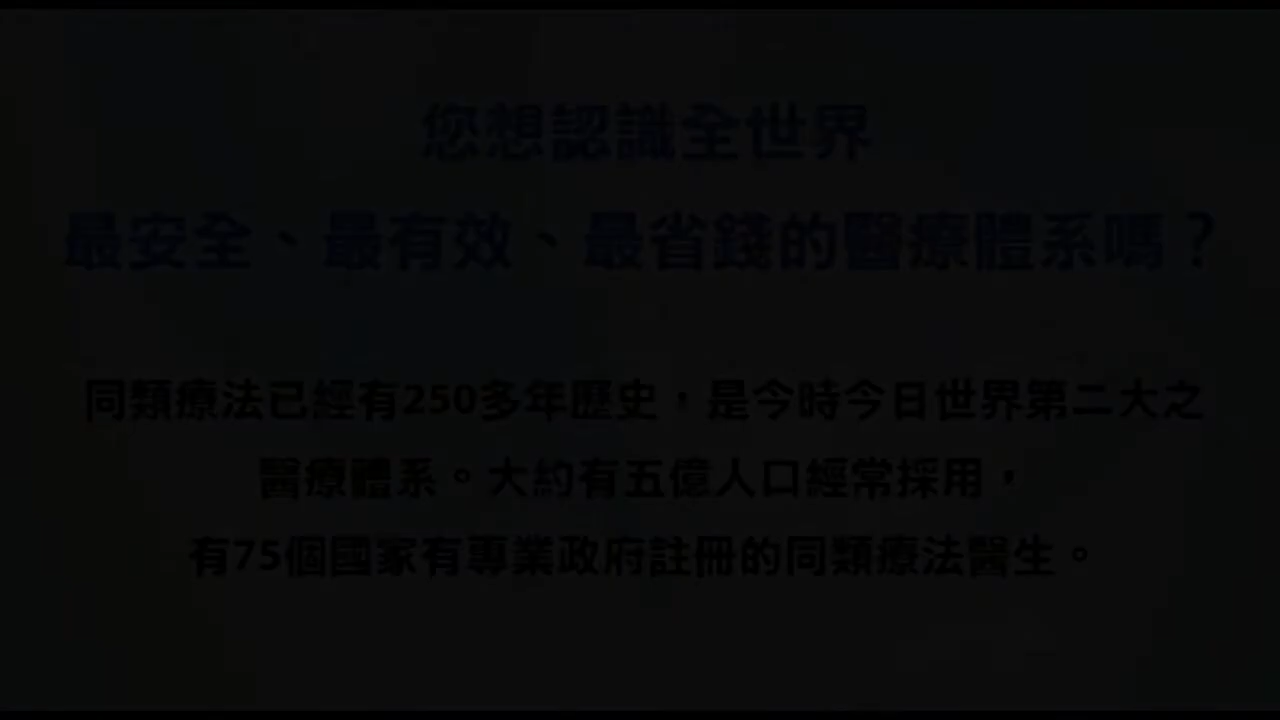 您想認識全世界
最安全、最有效、最省錢的醫療體系嗎？
同類療法已經有250多年歷史，是今時今日世界第二大之
醫療體系。大約有五億人口經常採用，
有75個國家有專業政府註冊的同類療法醫生。